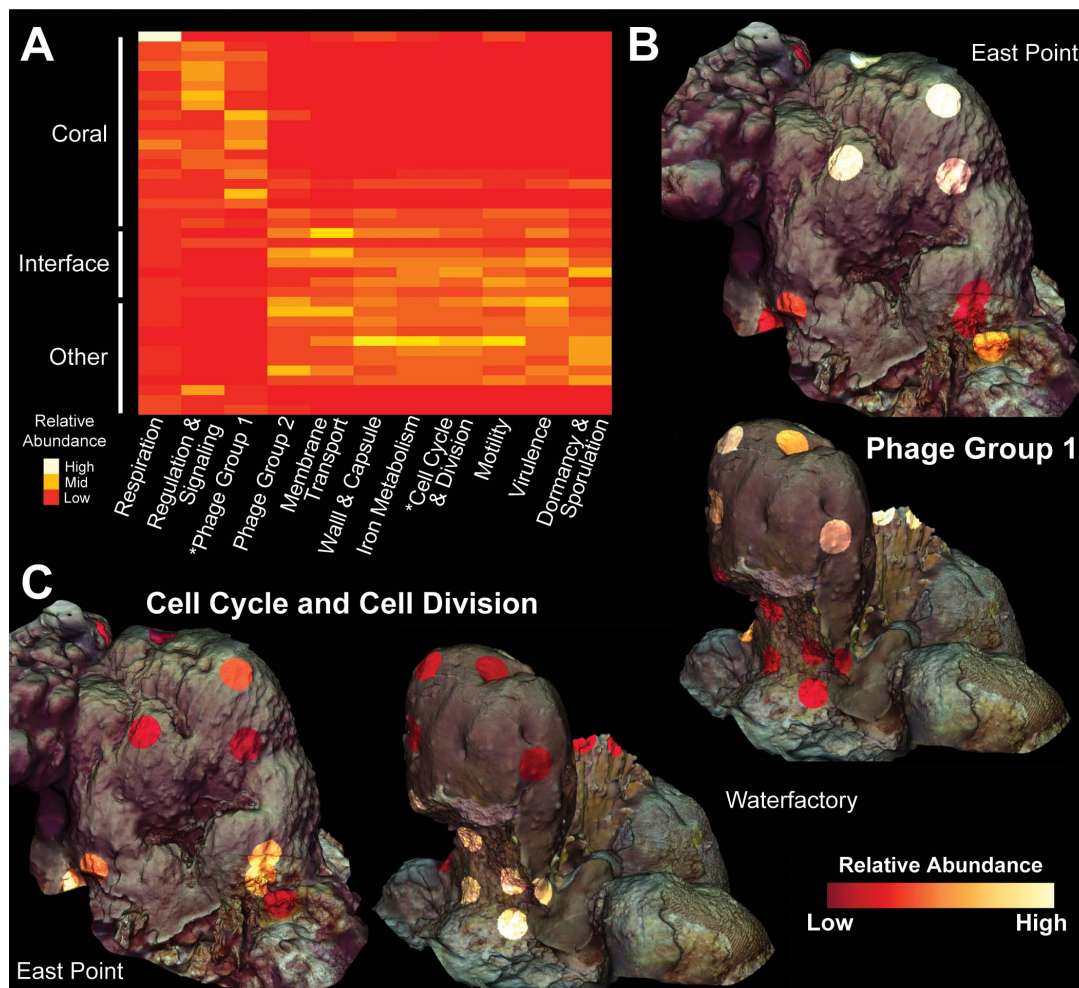 A
B
East Point
Coral
Interface
Other
Relative
Abundance
High
Mid
Low
Respiration
Regulation &
Signaling
*Phage Group 1
Phage Group 2
Membrane
Transport
Walll & Capsule
Iron Metabolism
*Cell Cycle
& Division
Motility
Virulence
Dormancy &
Sporulation
Phage Group 1
C
Cell Cycle and Cell Division
Waterfactory
Relative Abundance
Low
High
East Point